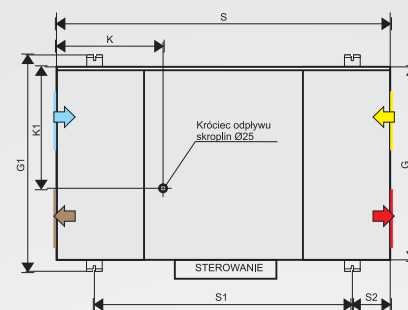 S
K
K1
G1
G
Króciec odpływu
skroplin Ø25
STEROWANIE
S1
S2